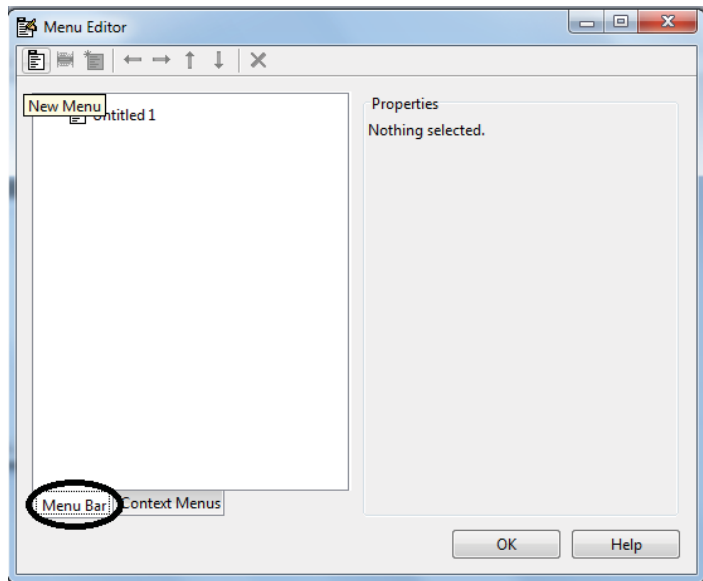 Menu Editor
New Menu
Untitled 1
Properties
Nothing selected.
Menu Bar
Context Menus
OK
Help